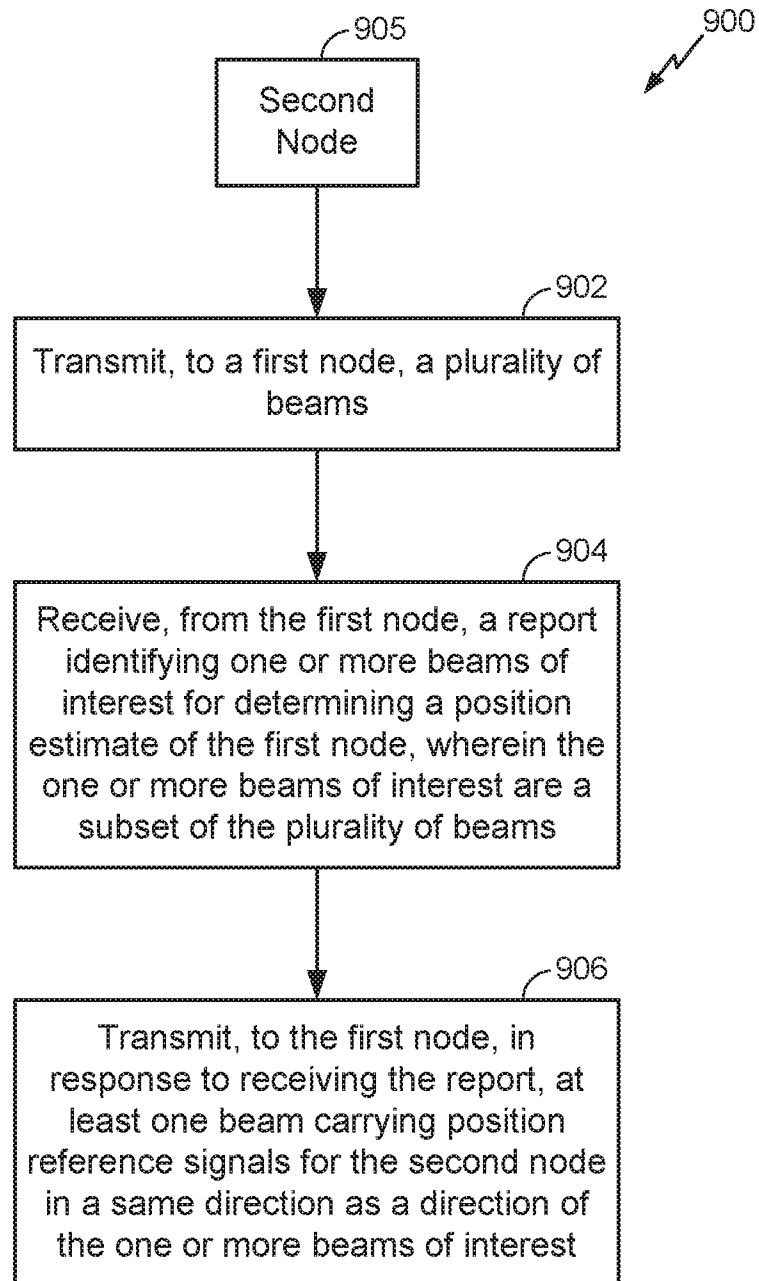 900
905
Second
Node
902
Transmit, to a first node, a plurality of
beams
904
Receive, from the first node, a report
identifying one or more beams of
interest for determining a position
estimate of the first node, wherein the
one or more beams of interest are a
subset of the plurality of beams
906
Transmit, to the first node, in
response to receiving the report, at
least one beam carrying position
reference signals for the second node
in a same direction as a direction of
the one or more beams of interest